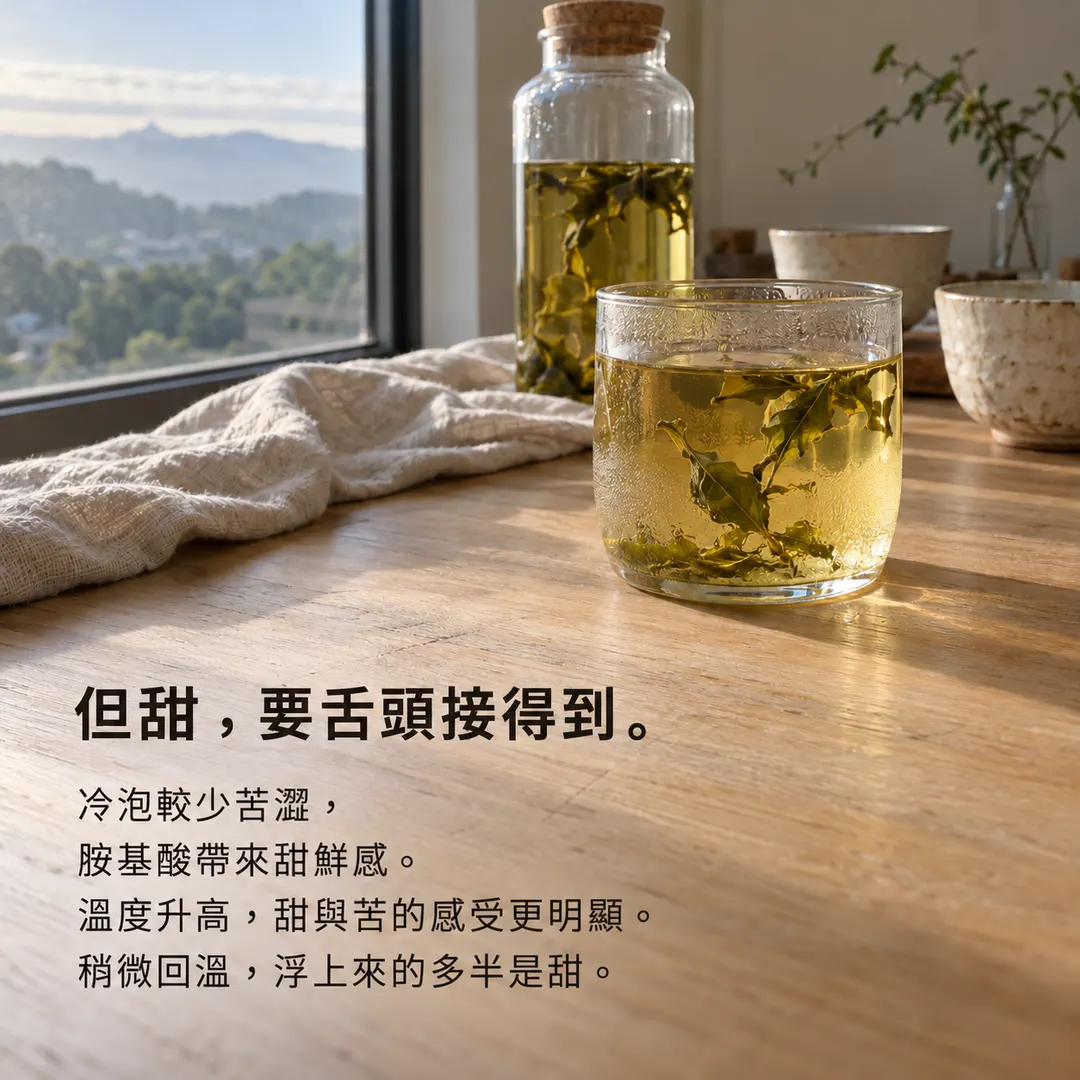 但甜，要舌頭接得到。
冷泡較少苦澀，
胺基酸帶來甜鮮感。
溫度升高，甜與苦的感受更明顯。
稍微回溫，浮上來的多半是甜。